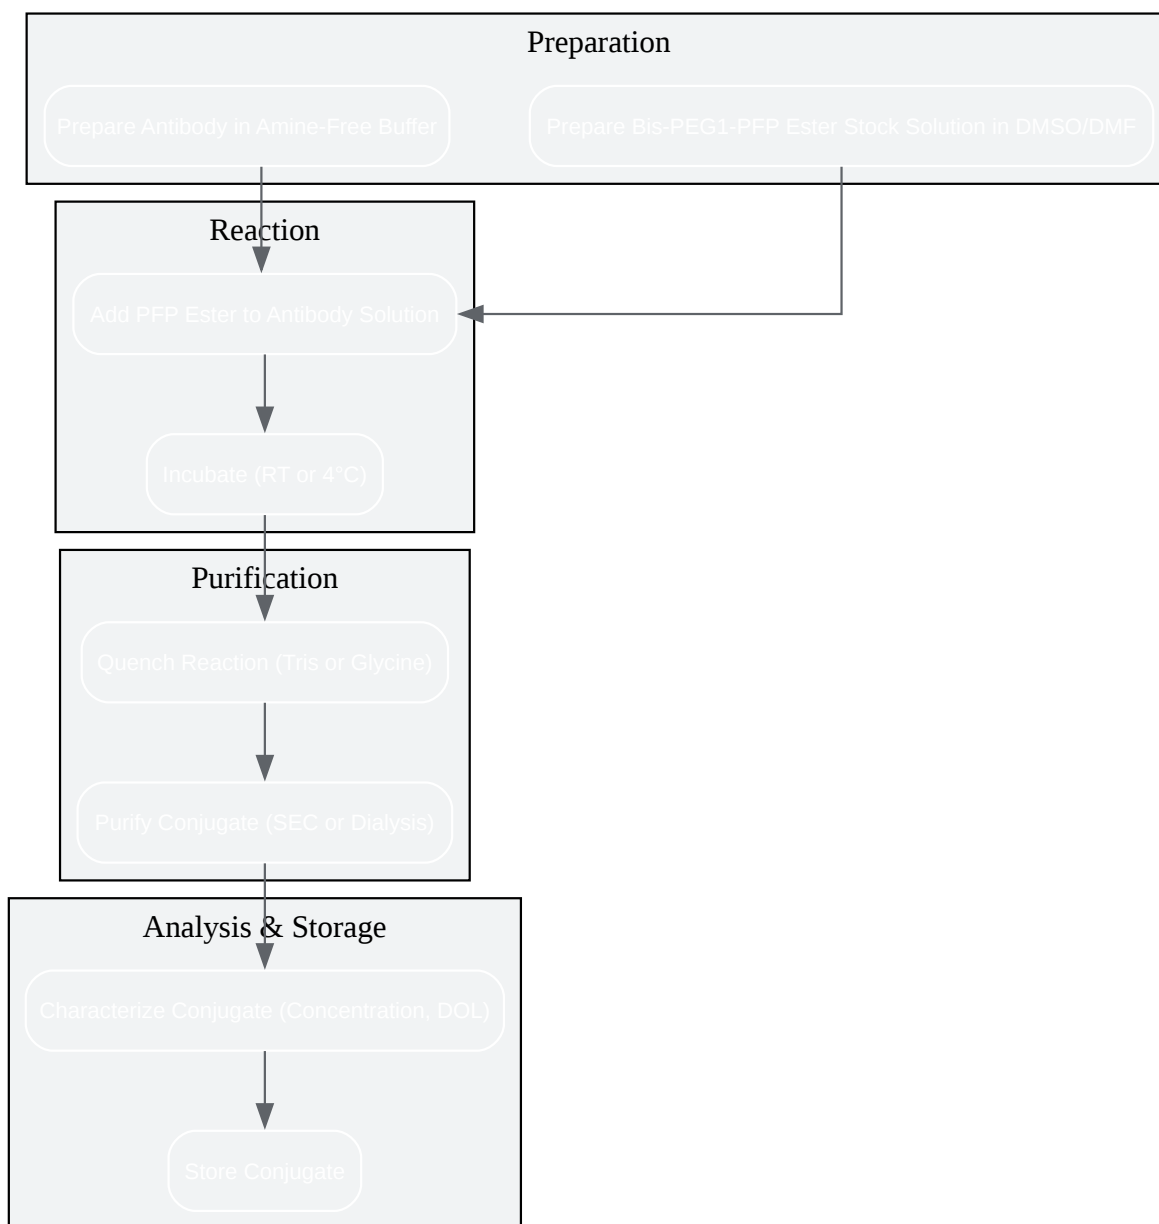 Preparation
Prepare Antibody in Amine-Free Buffer
Prepare Bis-PEG1-PFP Ester Stock Solution in DMSO/DMF
Reaction
Add PFP Ester to Antibody Solution
Incubate (RT or 4°C)
Purification
Quench Reaction (Tris or Glycine)
Purify Conjugate (SEC or Dialysis)
Analysis & Storage
Characterize Conjugate (Concentration, DOL)
Store Conjugate